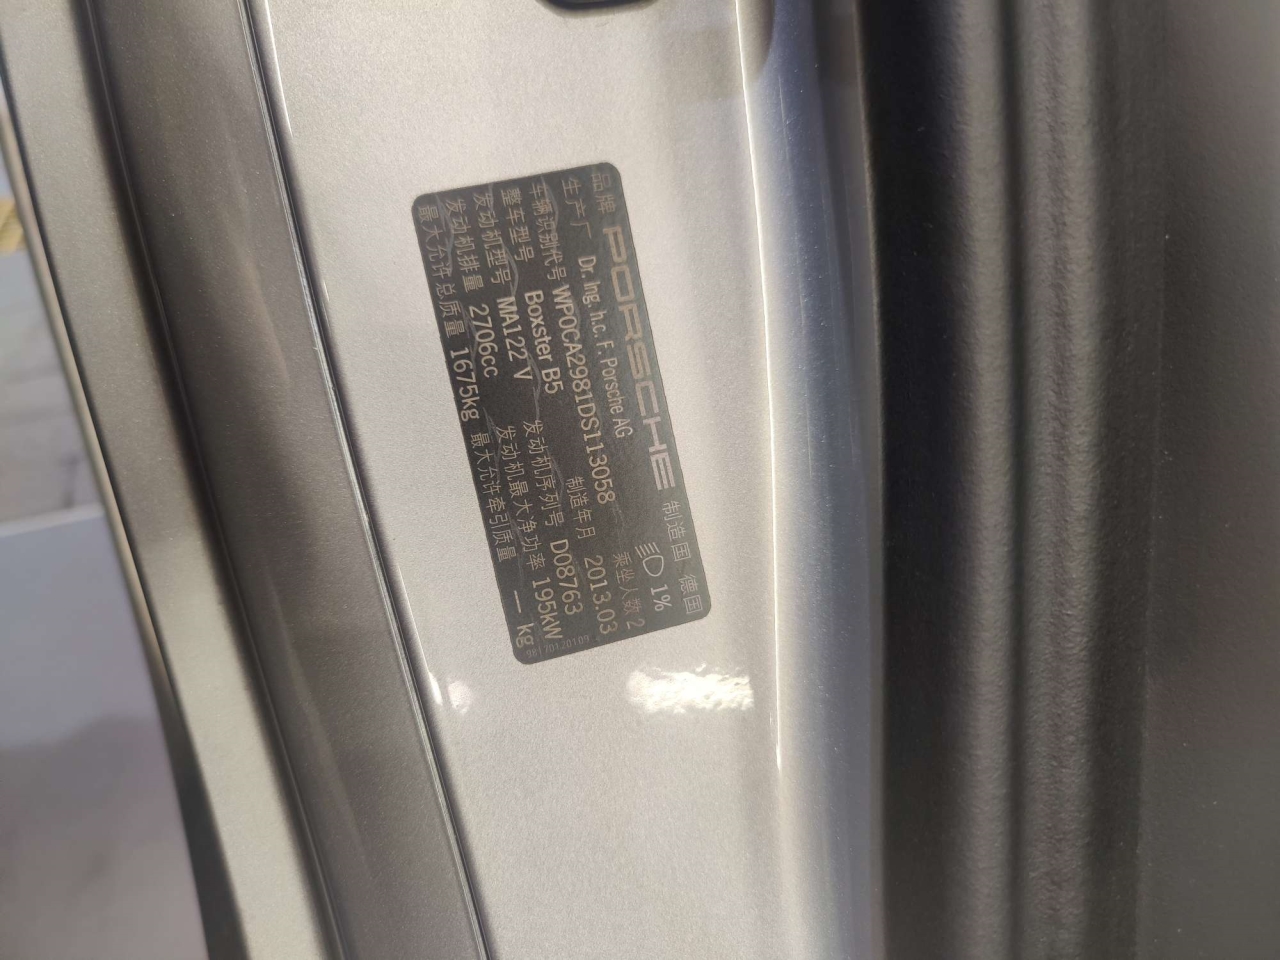 品牌 PORSCHE 制造国 德国
生产厂 Dr. Ing. h.c. F. Porsche AG 1%
车辆识别代号 WP0CA2981DS113058 乘坐人数 2
整车型号 Boxster B5 制造年月 2013.03
发动机型号 MA122 V 发动机序列号 D08763
发动机排量 2706cc 发动机最大净功率 195kW
最大允许总质量 1675kg 最大允许牵引质量 — kg
98170120109